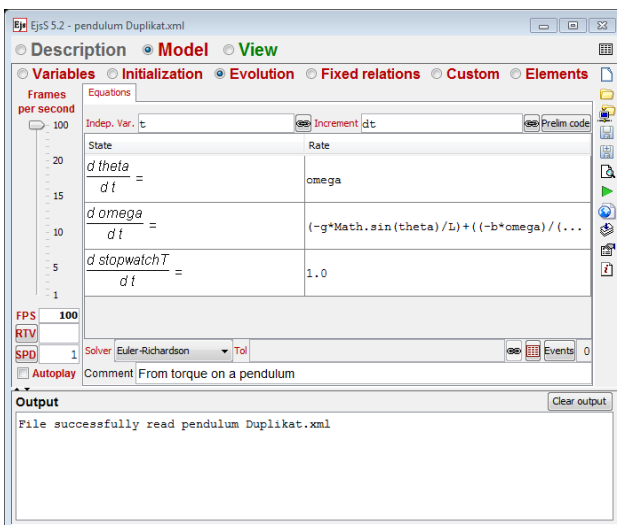 EjsS 5.2 - pendulum Duplikat.xml
Description Model View
Variables Initialization Evolution Fixed relations Custom Elements
Frames
per second
100
20
15
10
5
1
FPS 100
RTV
SPD 1
Autoplay
Equations
Indep. Var. t Increment dt Prelim code
State Rate
d theta
d t
= omega
d omega
d t
= (-g*Math.sin(theta)/L)+((-b*omega)/(...
d stopwatchT
d t
= 1.0
Solver Euler-Richardson Tol Events 0
Comment From torque on a pendulum
Output Clear output
File successfully read pendulum Duplikat.xml